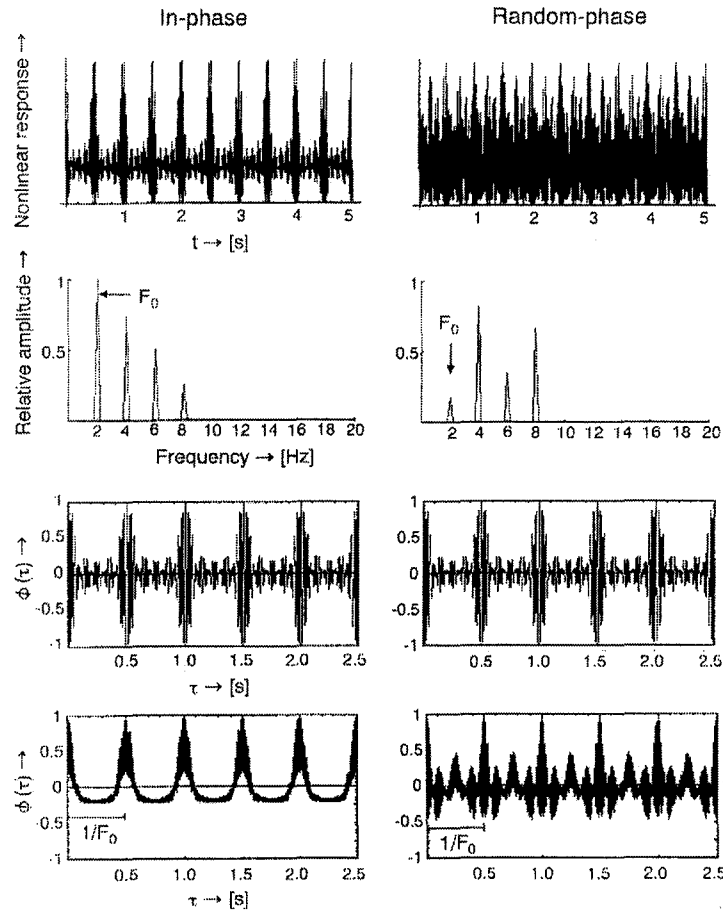 In-phase
Random-phase
Nonlinear response →
1 2 3 4 5
t → [s]
1 2 3 4 5
Relative amplitude →
1
0.5
F0
2 4 6 8 10 12 14 16 18 20
Frequency → [Hz]
1
0.5
F0
2 4 6 8 10 12 14 16 18 20
ϕ (τ) →
1
0.5
0
-0.5
-1
0.5 1.0 1.5 2.0 2.5
τ → [s]
1
0.5
0
-0.5
-1
0.5 1.0 1.5 2.0 2.5
ϕ (τ) →
1
0.5
0
-0.5
-1
1/F0
0.5 1.0 1.5 2.0 2.5
τ → [s]
1
0.5
0
-0.5
-1
1/F0
0.5 1.0 1.5 2.0 2.5